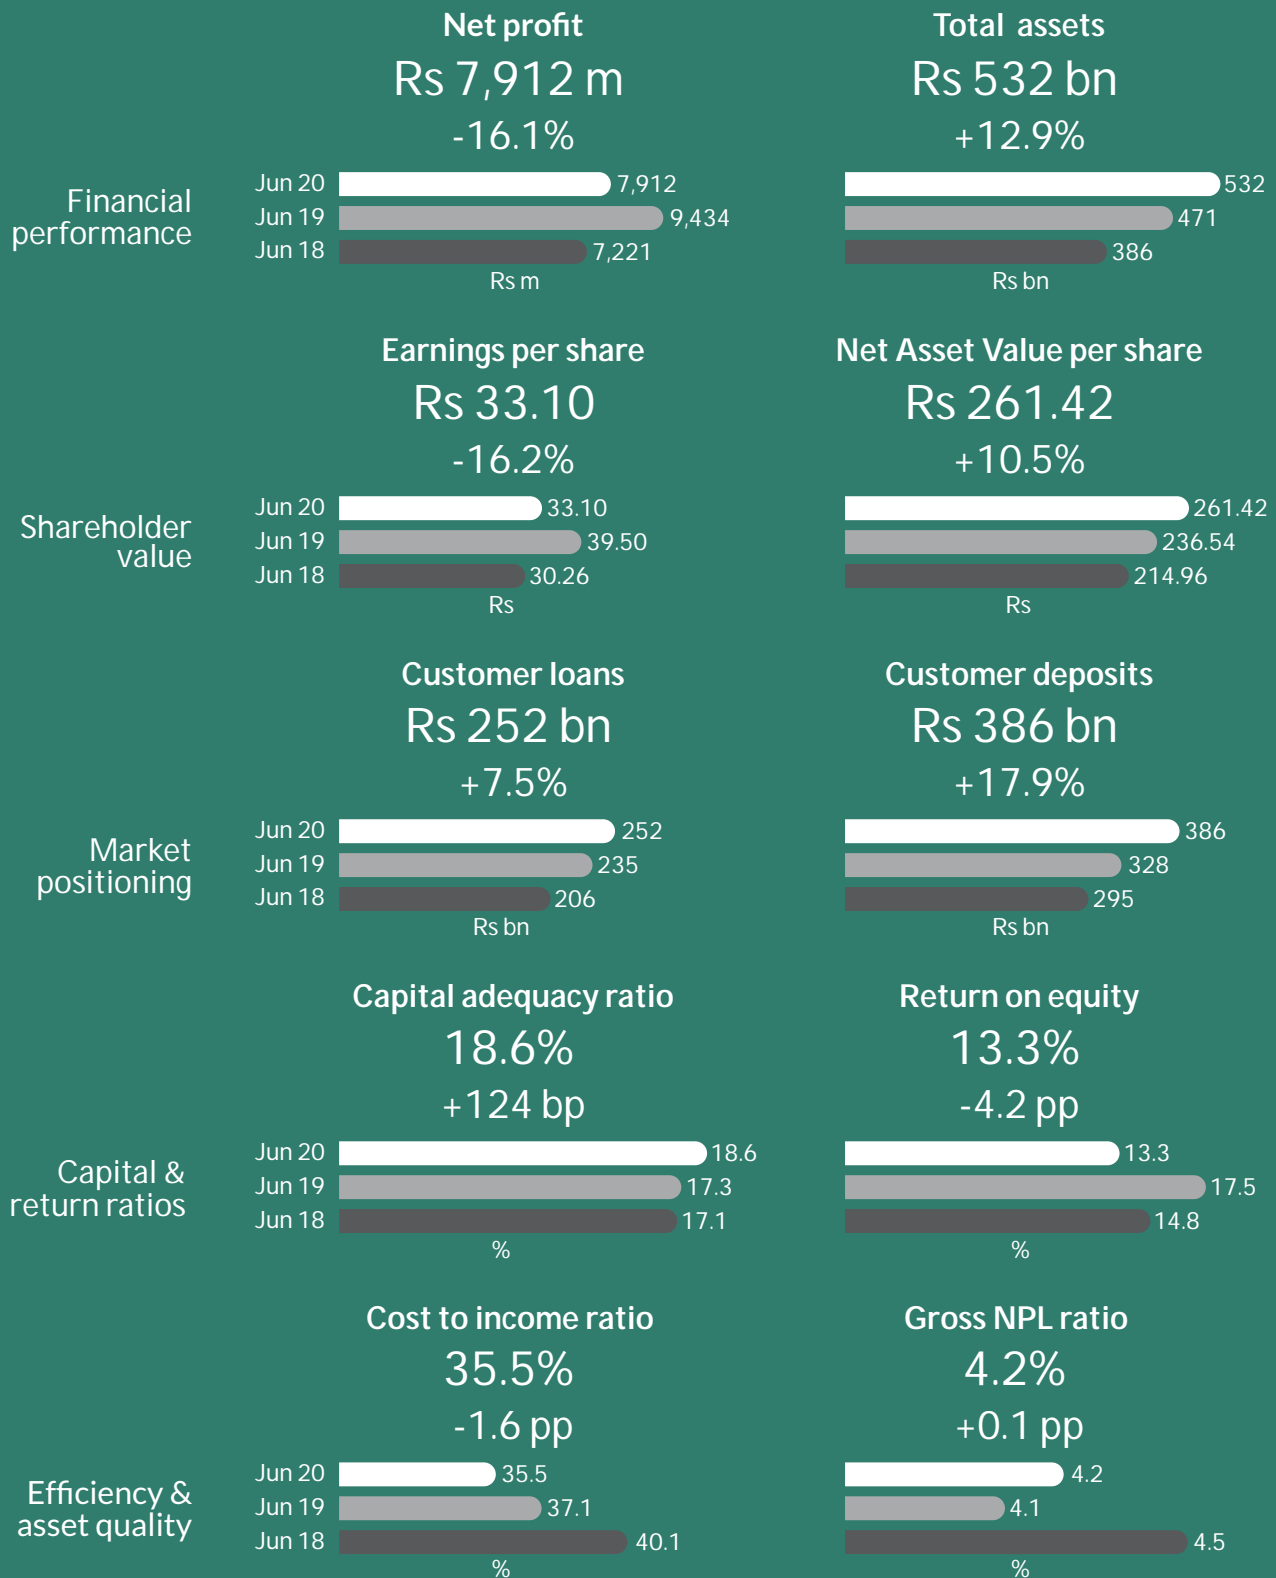 Net profit
Rs 7,912 m
-16.1%
Financial
performance
Jun 20 7,912
Jun 19 9,434
Jun 18 7,221
Rs m
Total assets
Rs 532 bn
+12.9%
532
471
386
Rs bn
Earnings per share
Rs 33.10
-16.2%
Shareholder
value
Jun 20 33.10
Jun 19 39.50
Jun 18 30.26
Rs
Net Asset Value per share
Rs 261.42
+10.5%
261.42
236.54
214.96
Rs
Customer loans
Rs 252 bn
+7.5%
Market
positioning
Jun 20 252
Jun 19 235
Jun 18 206
Rs bn
Customer deposits
Rs 386 bn
+17.9%
386
328
295
Rs bn
Capital adequacy ratio
18.6%
+124 bp
Capital &
return ratios
Jun 20 18.6
Jun 19 17.3
Jun 18 17.1
%
Return on equity
13.3%
-4.2 pp
13.3
17.5
14.8
%
Cost to income ratio
35.5%
-1.6 pp
Efficiency &
asset quality
Jun 20 35.5
Jun 19 37.1
Jun 18 40.1
%
Gross NPL ratio
4.2%
+0.1 pp
4.2
4.1
4.5
%